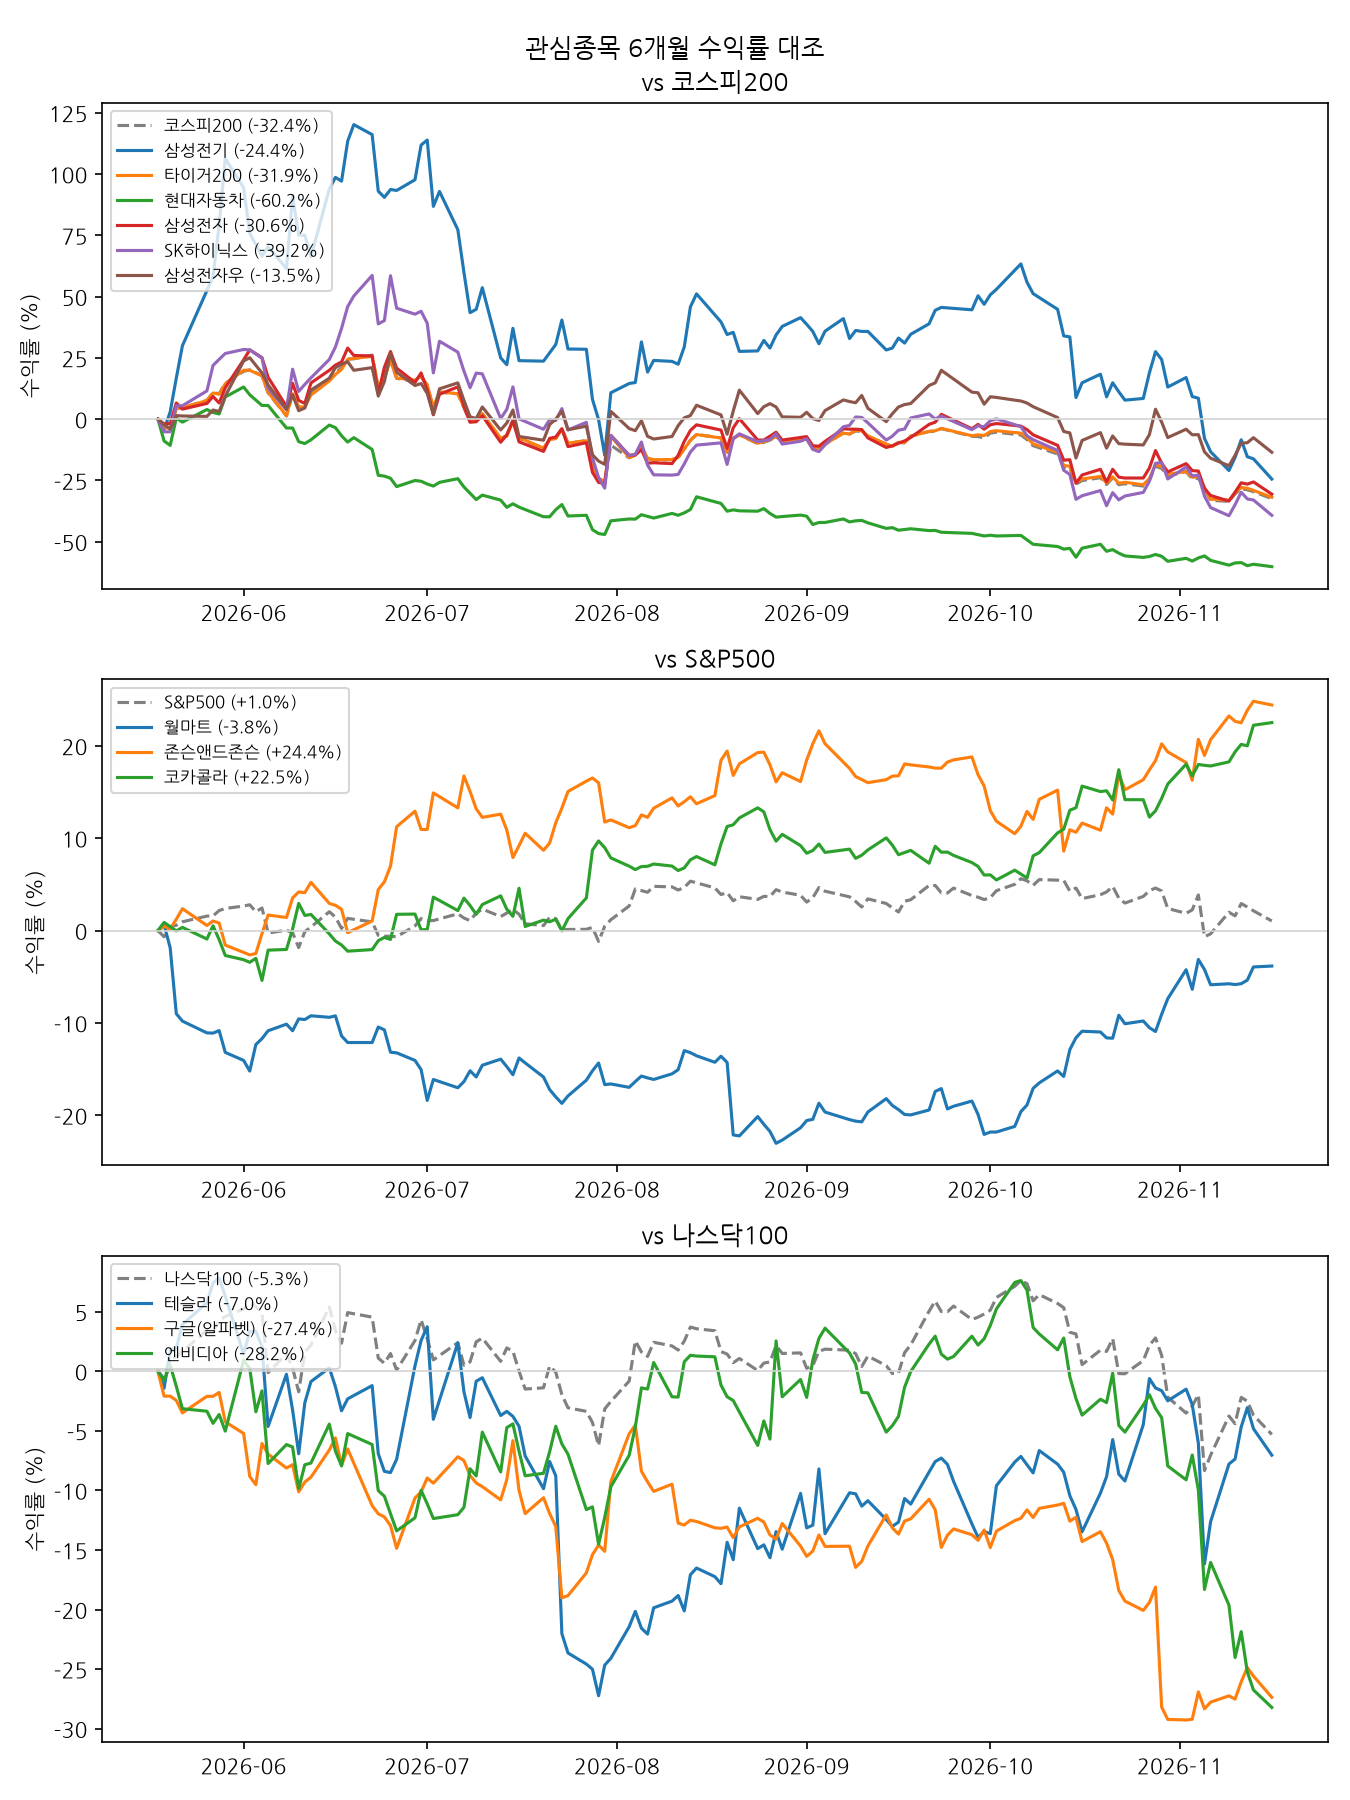 관심종목 6개월 수익률 대조
vs 코스피200
수익률 (%)
125
100
75
50
25
0
-25
-50
코스피200 (-32.4%)
삼성전기 (-24.4%)
타이거200 (-31.9%)
현대자동차 (-60.2%)
삼성전자 (-30.6%)
SK하이닉스 (-39.2%)
삼성전자우 (-13.5%)
2026-06 2026-07 2026-08 2026-09 2026-10 2026-11
vs S&P500
수익률 (%)
20
10
0
-10
-20
S&P500 (+1.0%)
월마트 (-3.8%)
존슨앤드존슨 (+24.4%)
코카콜라 (+22.5%)
2026-06 2026-07 2026-08 2026-09 2026-10 2026-11
vs 나스닥100
수익률 (%)
5
0
-5
-10
-15
-20
-25
-30
나스닥100 (-5.3%)
테슬라 (-7.0%)
구글(알파벳) (-27.4%)
엔비디아 (-28.2%)
2026-06 2026-07 2026-08 2026-09 2026-10 2026-11